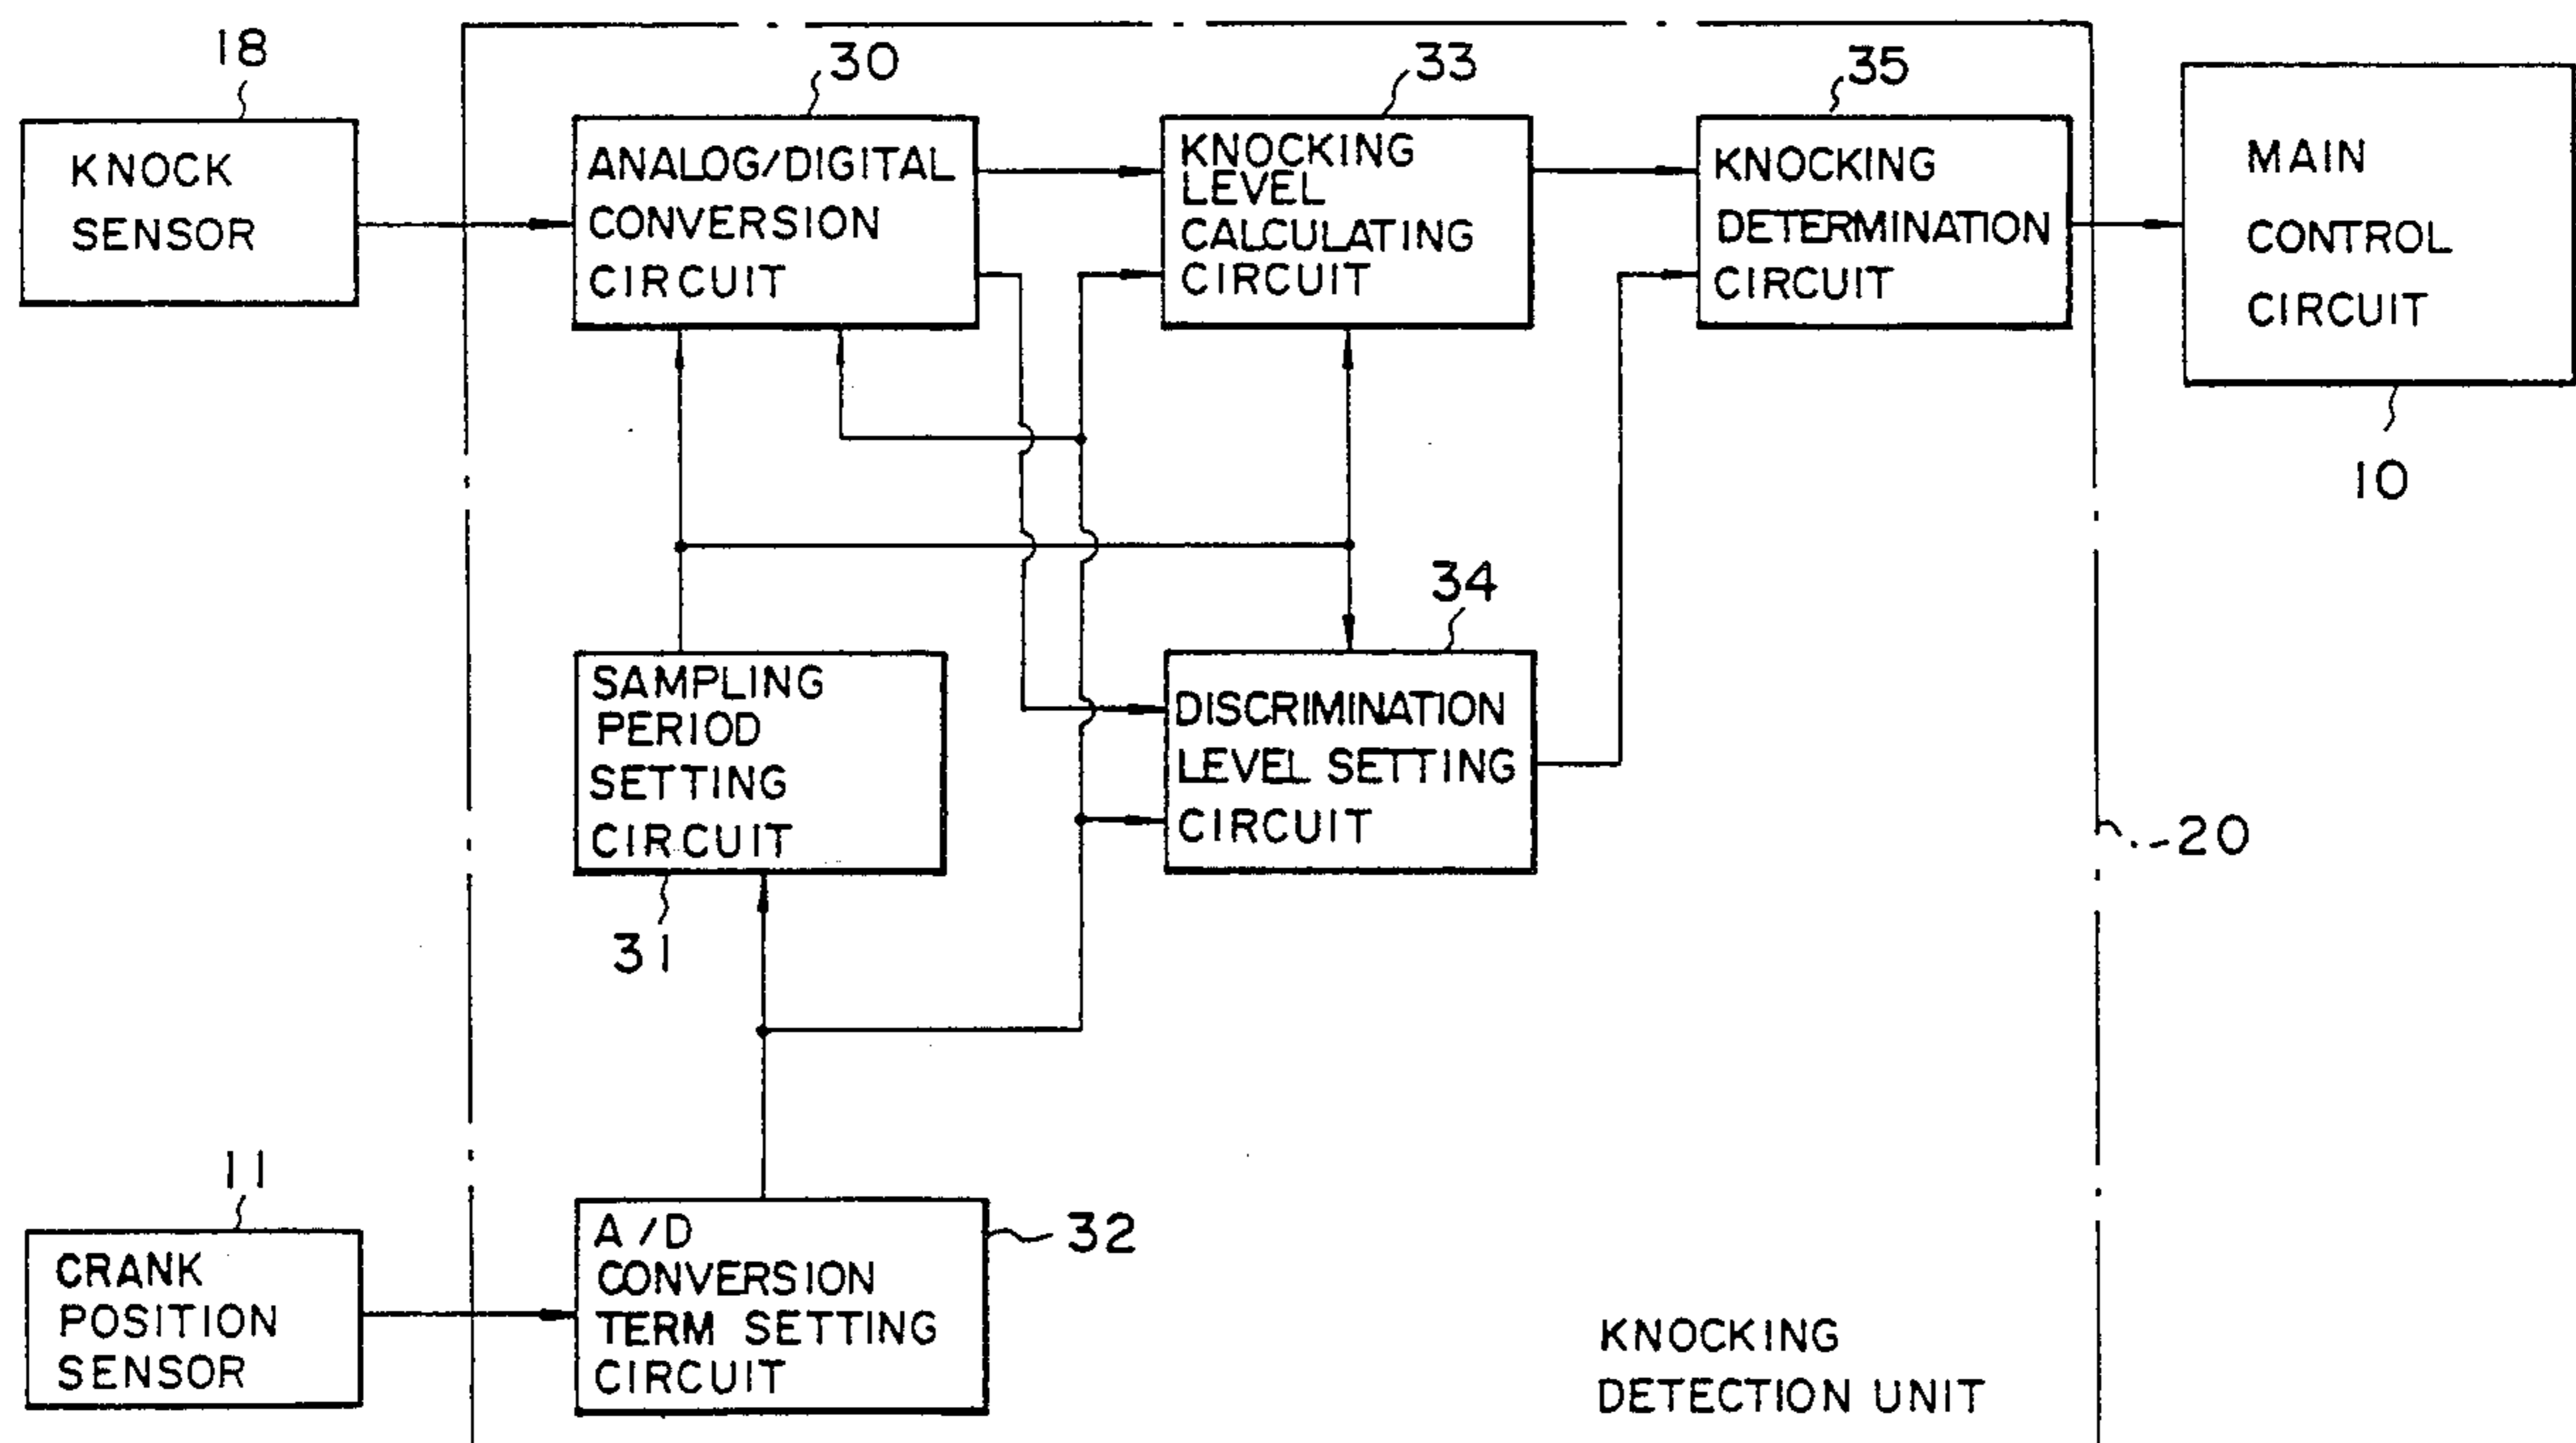 18
KNOCK
SENSOR
30
ANALOG/DIGITAL
CONVERSION
CIRCUIT
33
KNOCKING
LEVEL
CALCULATING
CIRCUIT
35
KNOCKING
DETERMINATION
CIRCUIT
MAIN
CONTROL
CIRCUIT
10
SAMPLING
PERIOD
SETTING
CIRCUIT
31
34
DISCRIMINATION
LEVEL SETTING
CIRCUIT
20
11
CRANK
POSITION
SENSOR
A/D
CONVERSION
TERM SETTING
CIRCUIT
32
KNOCKING
DETECTION UNIT